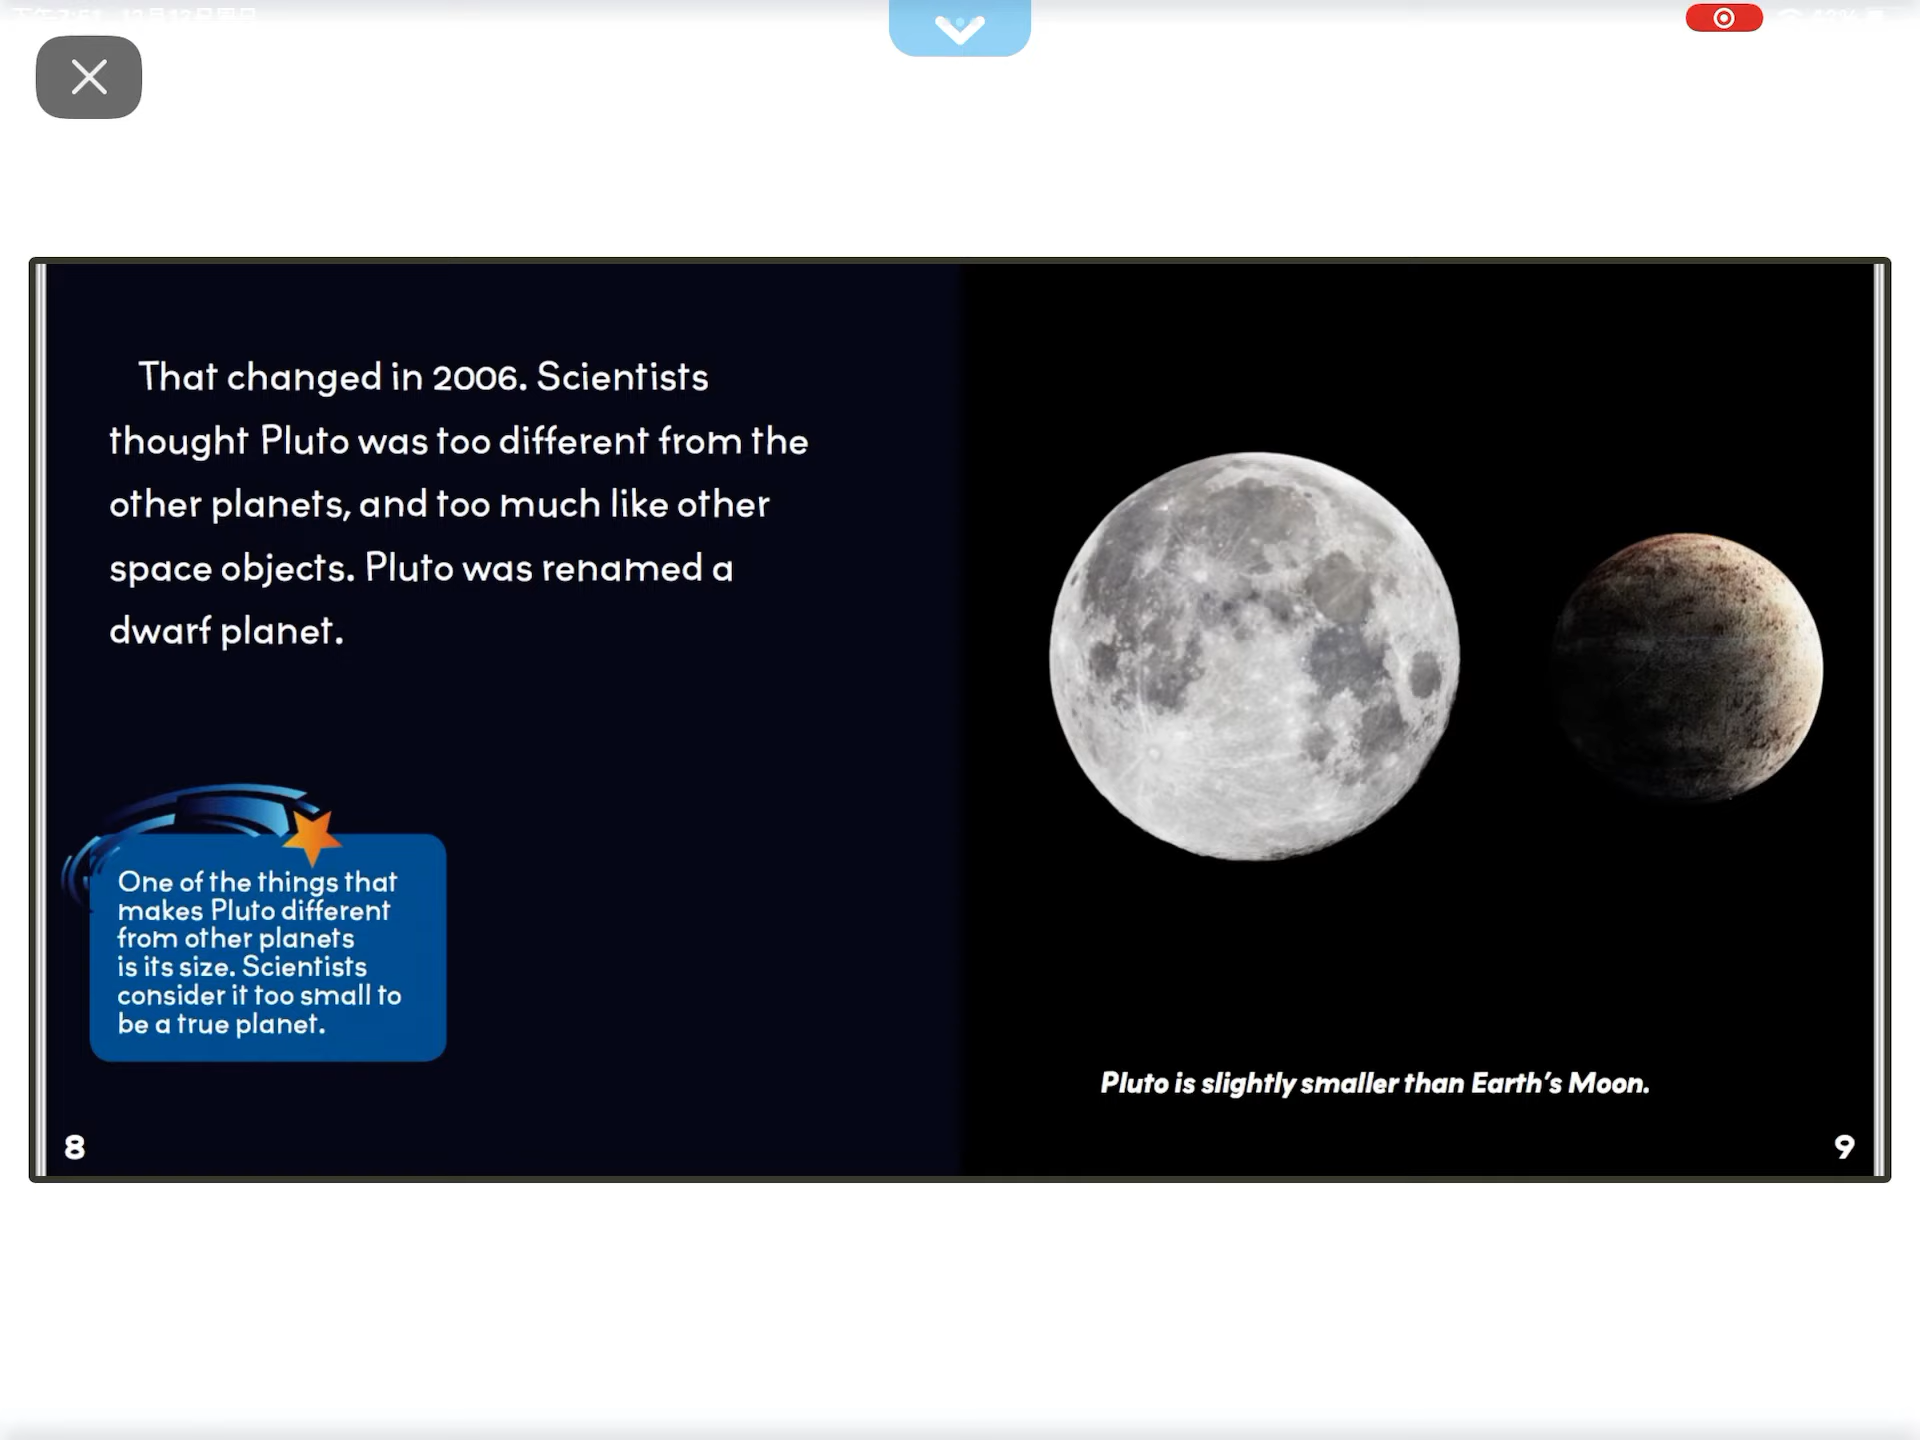 That changed in 2006. Scientists
thought Pluto was too different from the
other planets, and too much like other
space objects. Pluto was renamed a
dwarf planet.
One of the things that
makes Pluto different
from other planets
is its size. Scientists
consider it too small to
be a true planet.
8
Pluto is slightly smaller than Earth's Moon.
9